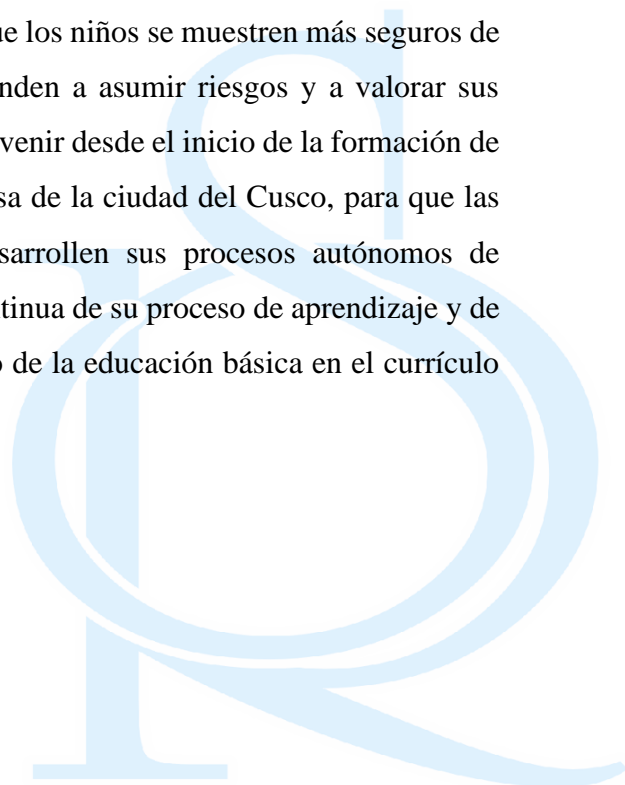 ue los niños se muestren más seguros de
nden a asumir riesgos y a valorar sus
venir desde el inicio de la formación de
sa de la ciudad del Cusco, para que las
sarrollen sus procesos autónomos de
tinua de su proceso de aprendizaje y de
o de la educación básica en el currículo